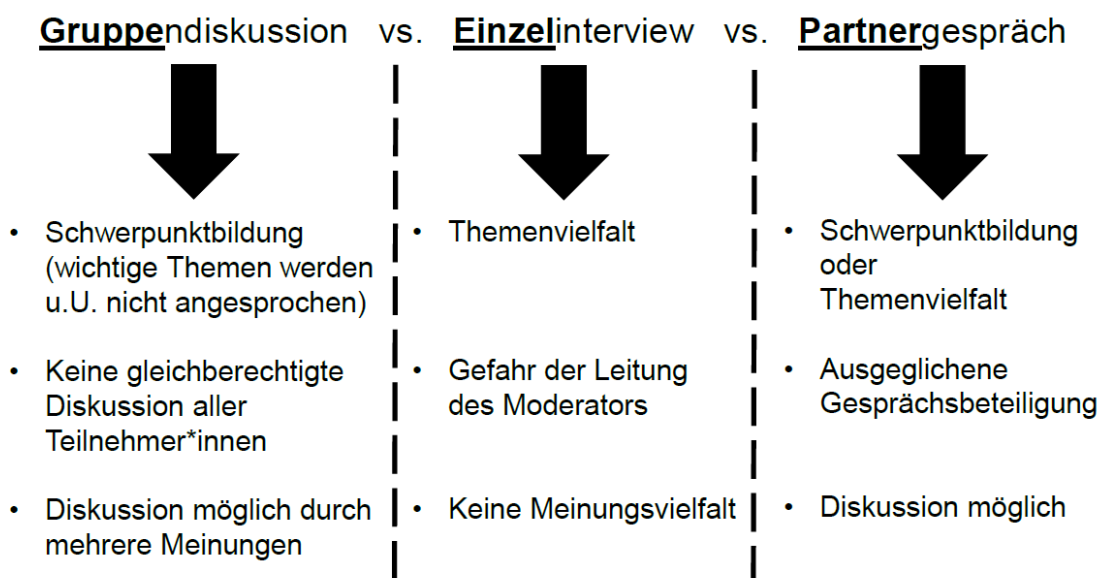 Gruppendiskussion vs. Einzelinterview vs. Partnergespräch
• Schwerpunktbildung
(wichtige Themen werden
u.U. nicht angesprochen)
• Keine gleichberechtigte
Diskussion aller
Teilnehmer*innen
• Diskussion möglich durch
mehrere Meinungen
• Themenvielfalt
• Gefahr der Leitung
des Moderators
• Keine Meinungsvielfalt
• Schwerpunktbildung
oder
Themenvielfalt
• Ausgeglichene
Gesprächsbeteiligung
• Diskussion möglich